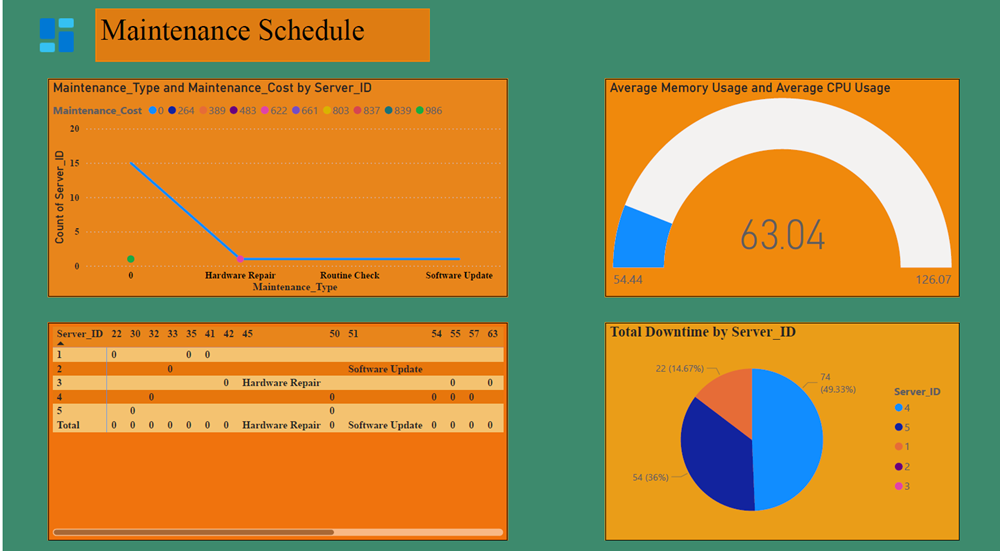 Maintenance Schedule
Maintenance_Type and Maintenance_Cost by Server_ID
Maintenance_Cost 0 264 389 483 622 661 803 837 839 986
Count of Server_ID
20
15
10
5
0
0 Hardware Repair Routine Check Software Update
Maintenance_Type
Average Memory Usage and Average CPU Usage
63.04
54.44 126.07
Server_ID 22 30 32 33 35 41 42 45 50 51 54 55 57 63
1 0 0 0
2 0 Software Update
3 0 Hardware Repair 0 0
4 0 0 0 0 0
5 0 0
Total 0 0 0 0 0 0 0 Hardware Repair 0 Software Update 0 0 0 0
Total Downtime by Server_ID
22 (14.67%)
74
(49.33%)
54 (36%)
Server_ID
4
5
1
2
3